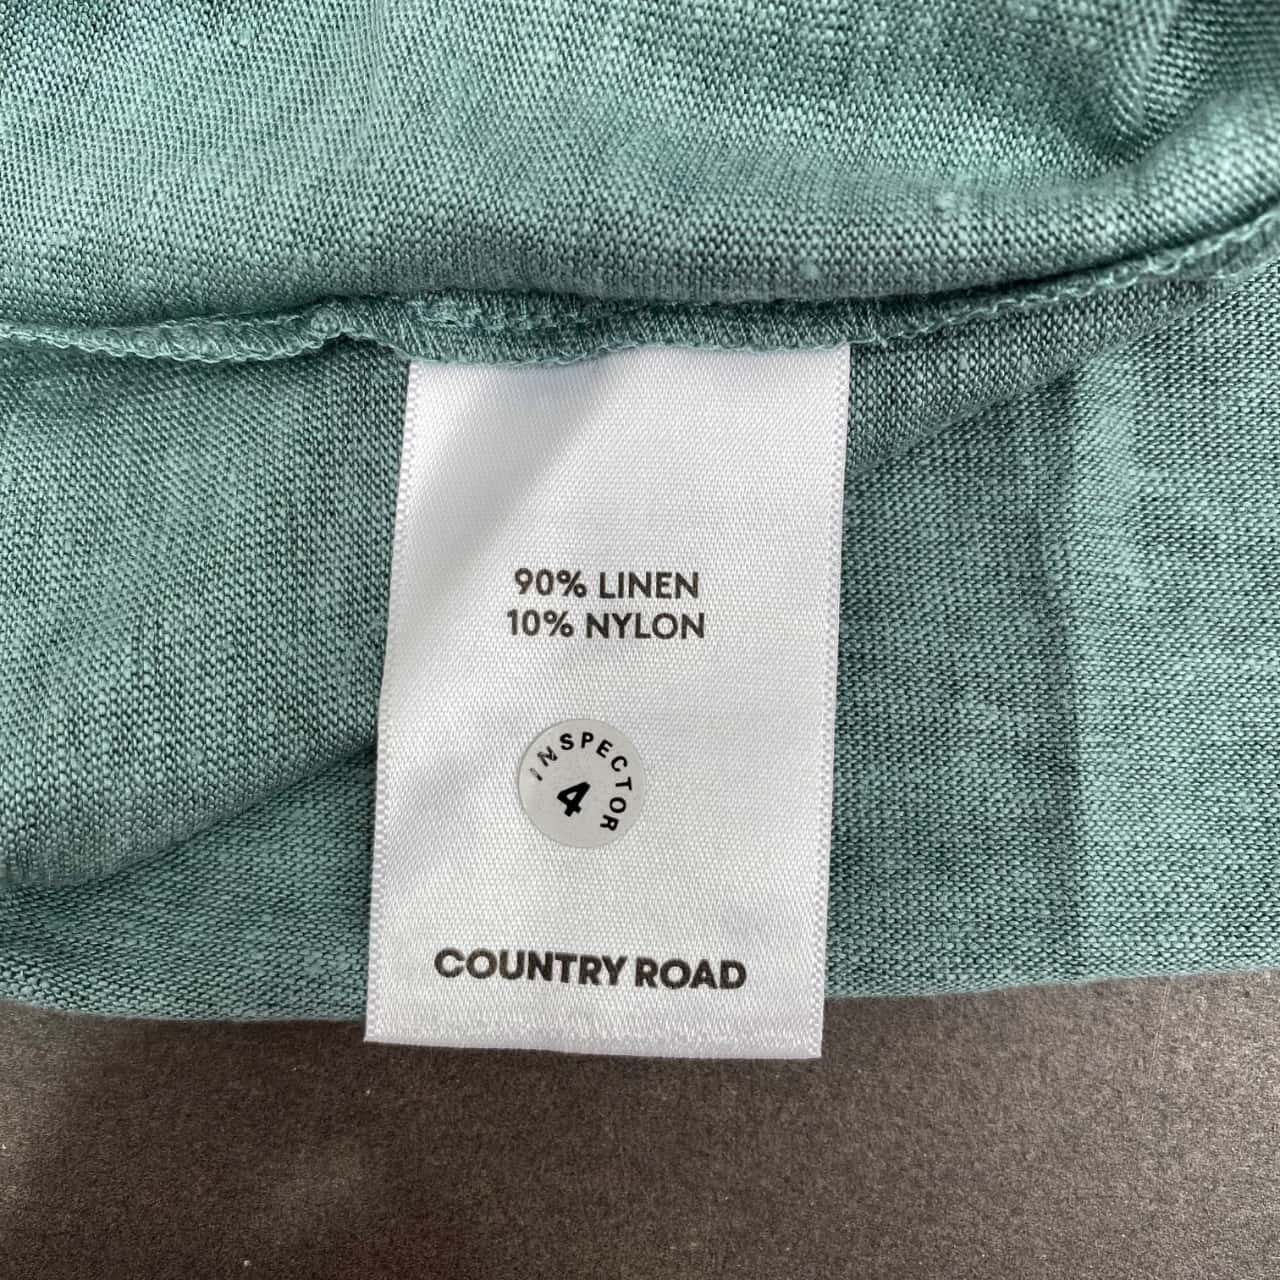 90% LINEN
10% NYLON
INSPECTOR
4
COUNTRY ROAD